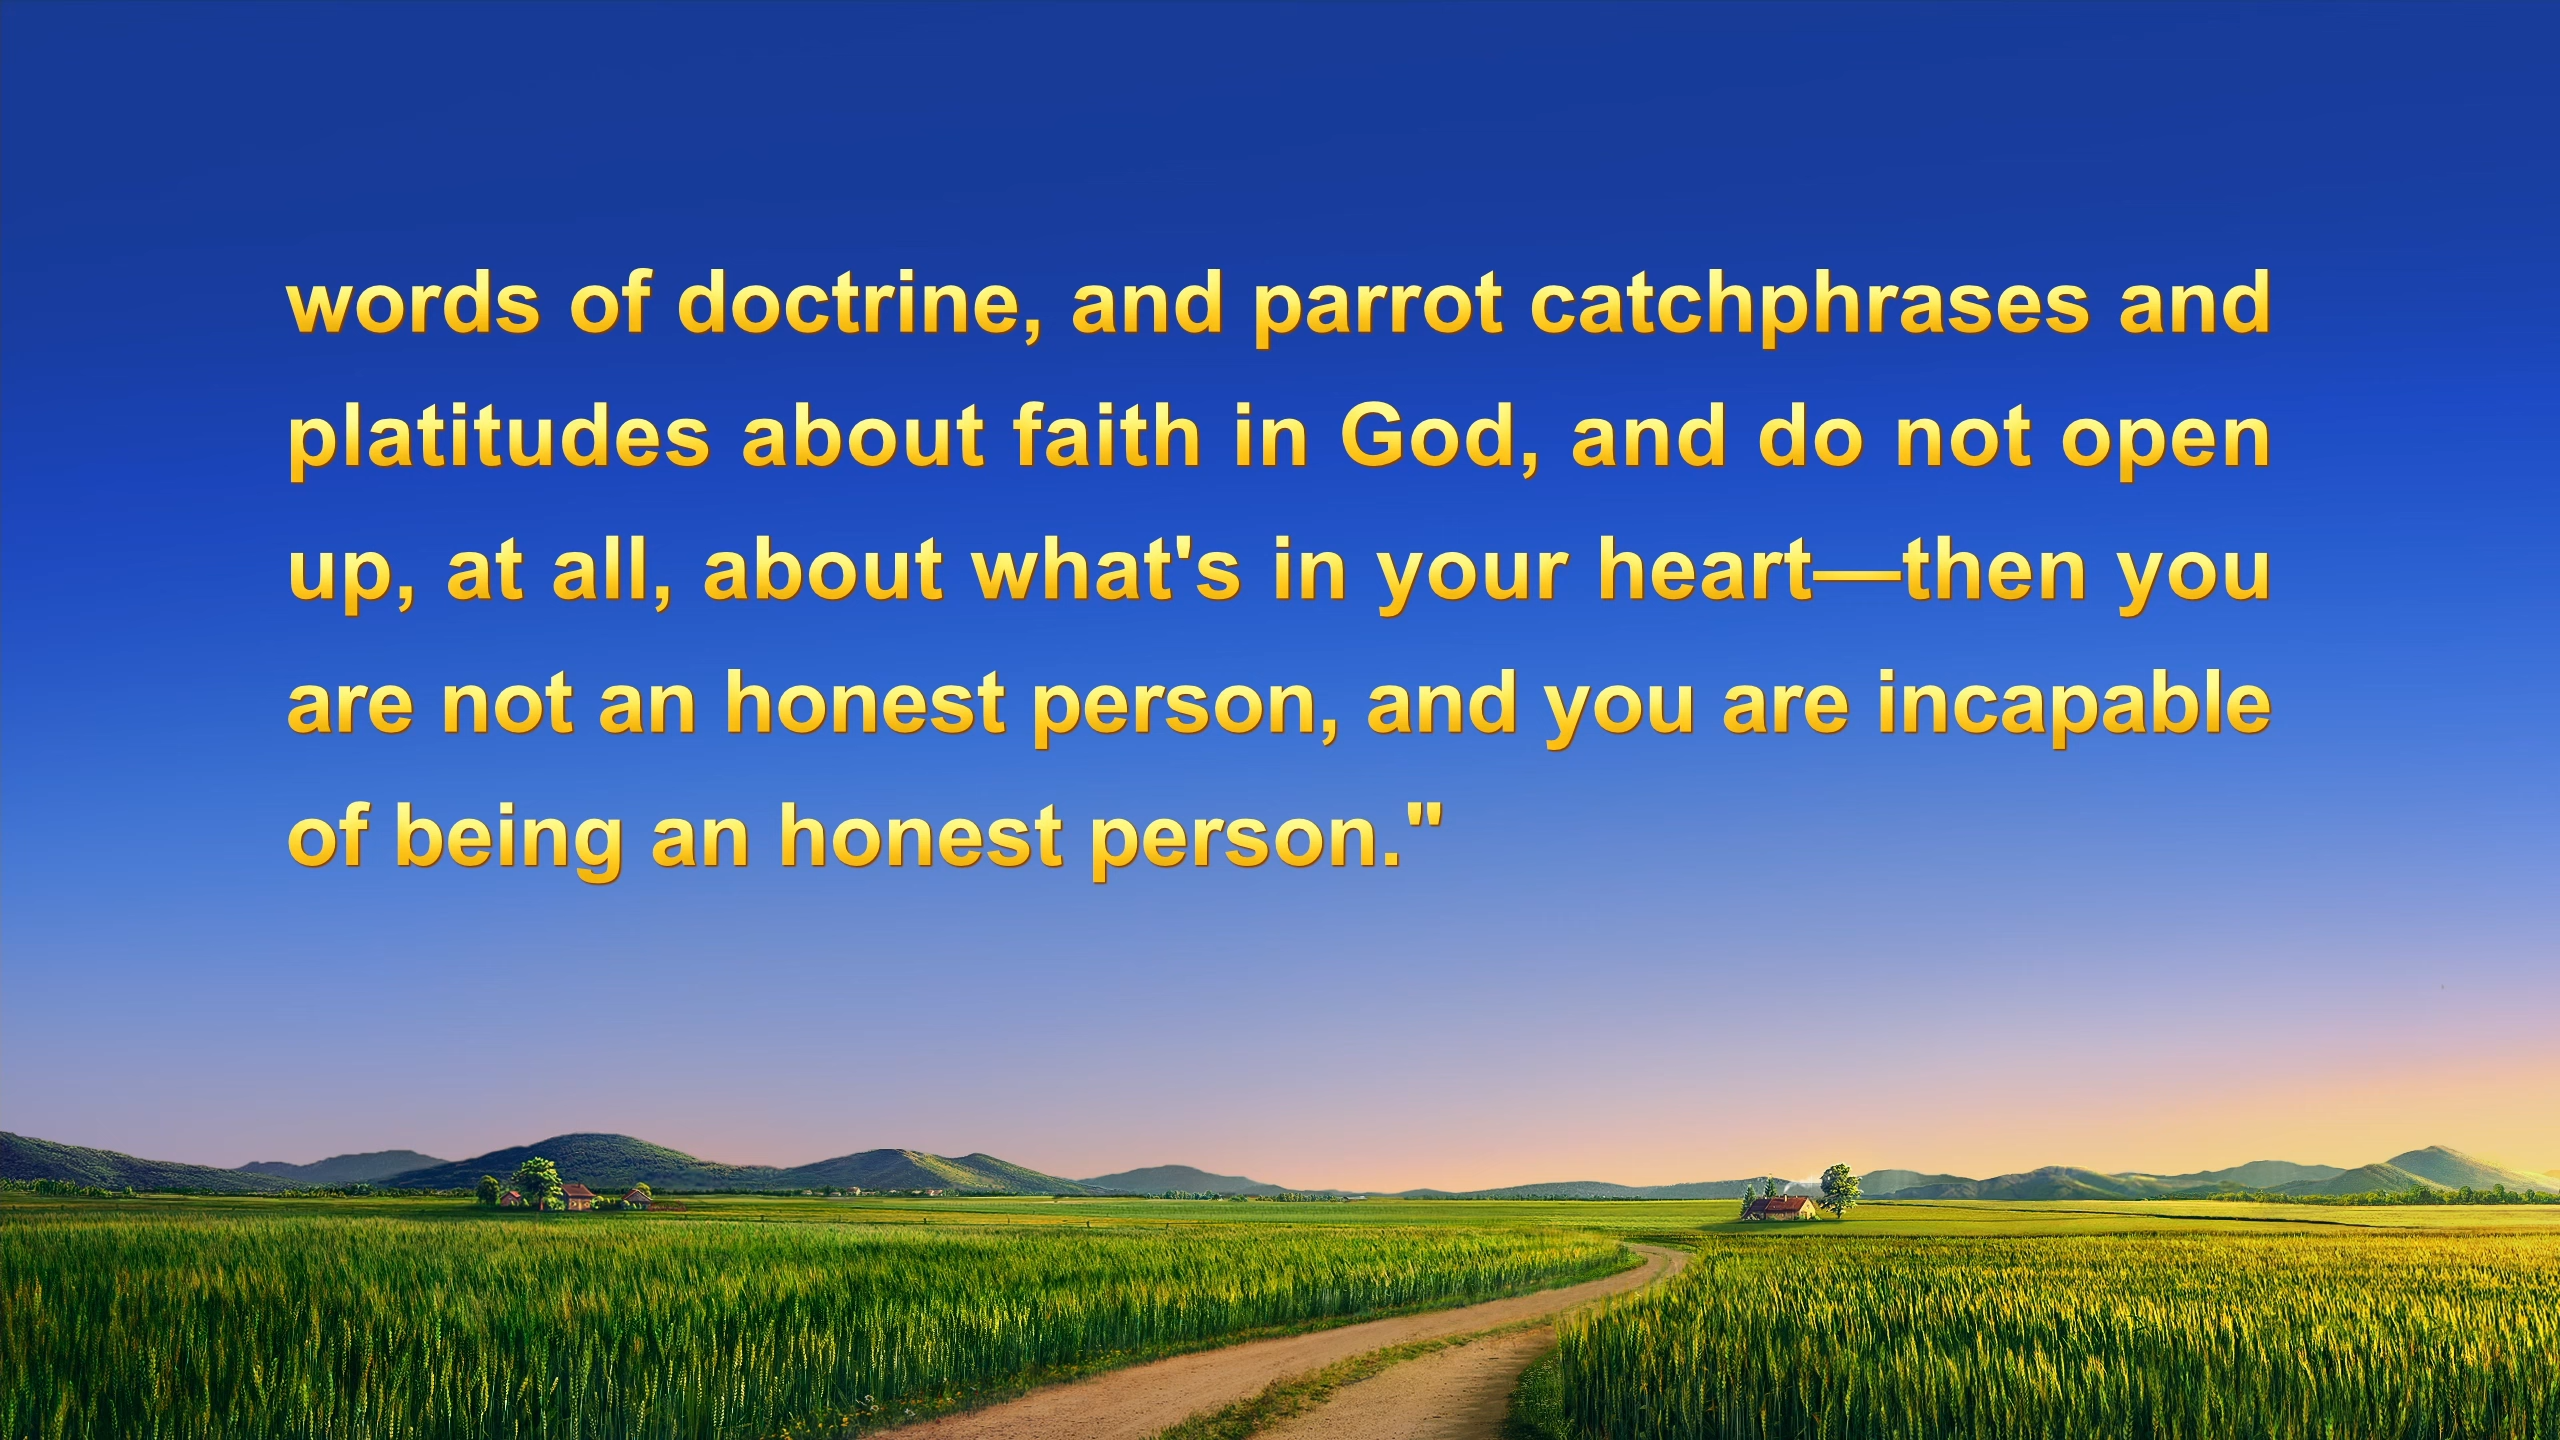 words of doctrine, and parrot catchphrases and
platitudes about faith in God, and do not open
up, at all, about what's in your heart—then you
are not an honest person, and you are incapable
of being an honest person."